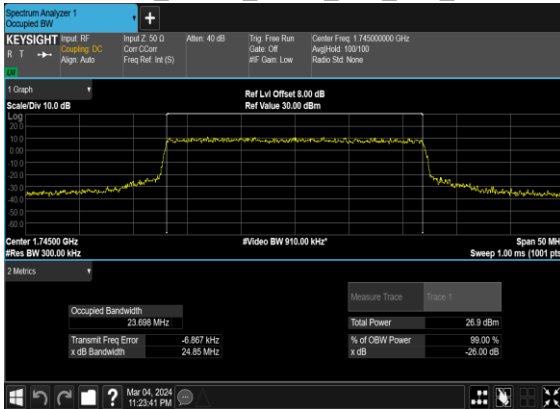 Spectrum Analyzer 1
Occupied BW
+
KEYSIGHT Input: RF Input Z: 50 Ω Atten: 40 dB Trig: Free Run Center Freq: 1.745000000 GHz
R T Coupling: DC Corr CCorr Gate: Off Avg|Hold: 100/100
Align: Auto Freq Ref: Int (S) #IF Gain: Low Radio Std: None
LW
1 Graph
Ref Lvl Offset 8.00 dB
Scale/Div 10.0 dB Ref Value 30.00 dBm
Log
20.0
10.0
0.00
-10.0
-20.0
-30.0
-40.0
-50.0
-60.0
Center 1.74500 GHz #Video BW 910.00 kHz* Span 50 MH
#Res BW 300.00 kHz Sweep 1.00 ms (1001 pts
2 Metrics
Measure Trace Trace 1
Occupied Bandwidth
23.698 MHz Total Power 26.9 dBm
Transmit Freq Error -6.867 kHz % of OBW Power 99.00 %
x dB Bandwidth 24.85 MHz x dB -26.00 dB
? Mar 04, 2024
11:23:41 PM